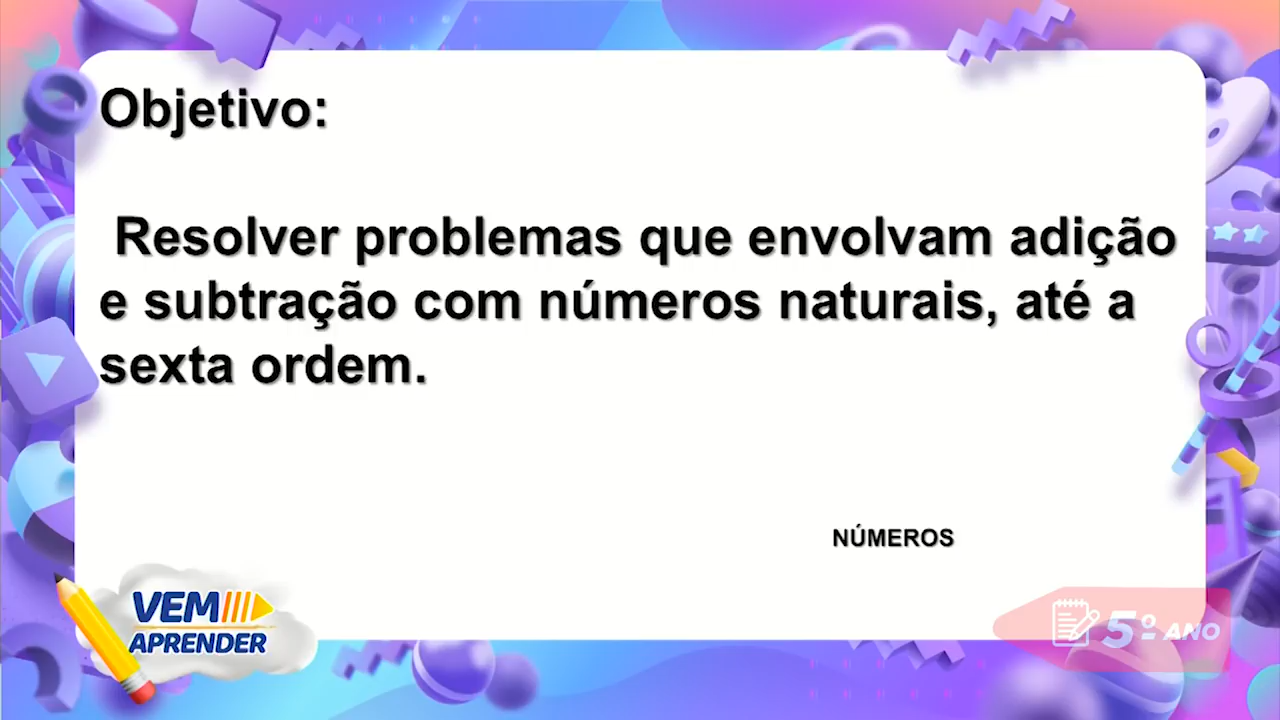 Objetivo:
Resolver problemas que envolvam adição
e subtração com números naturais, até a
sexta ordem.
NÚMEROS
VEM
APRENDER
5º ANO